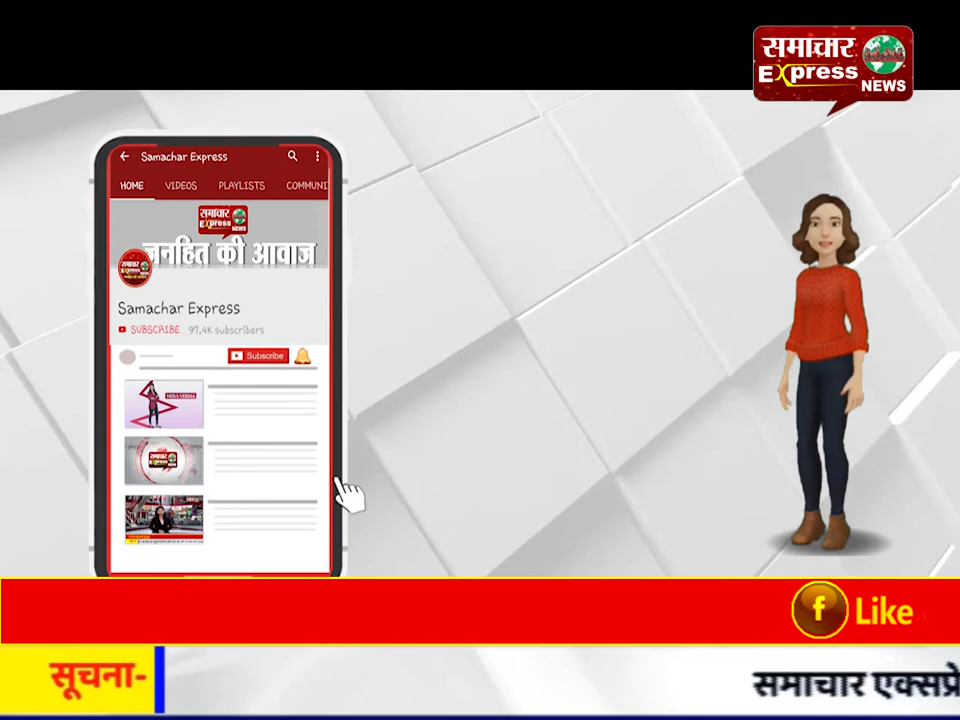 समाचार
Express
NEWS
Samachar Express
HOME VIDEOS PLAYLISTS COMMUNI
समाचार
Express
NEWS
जनहित की आवाज
Samachar Express
SUBSCRIBE 97.4K subscribers
Subscribe
f Like
सूचना-
समाचार एक्सप्रे